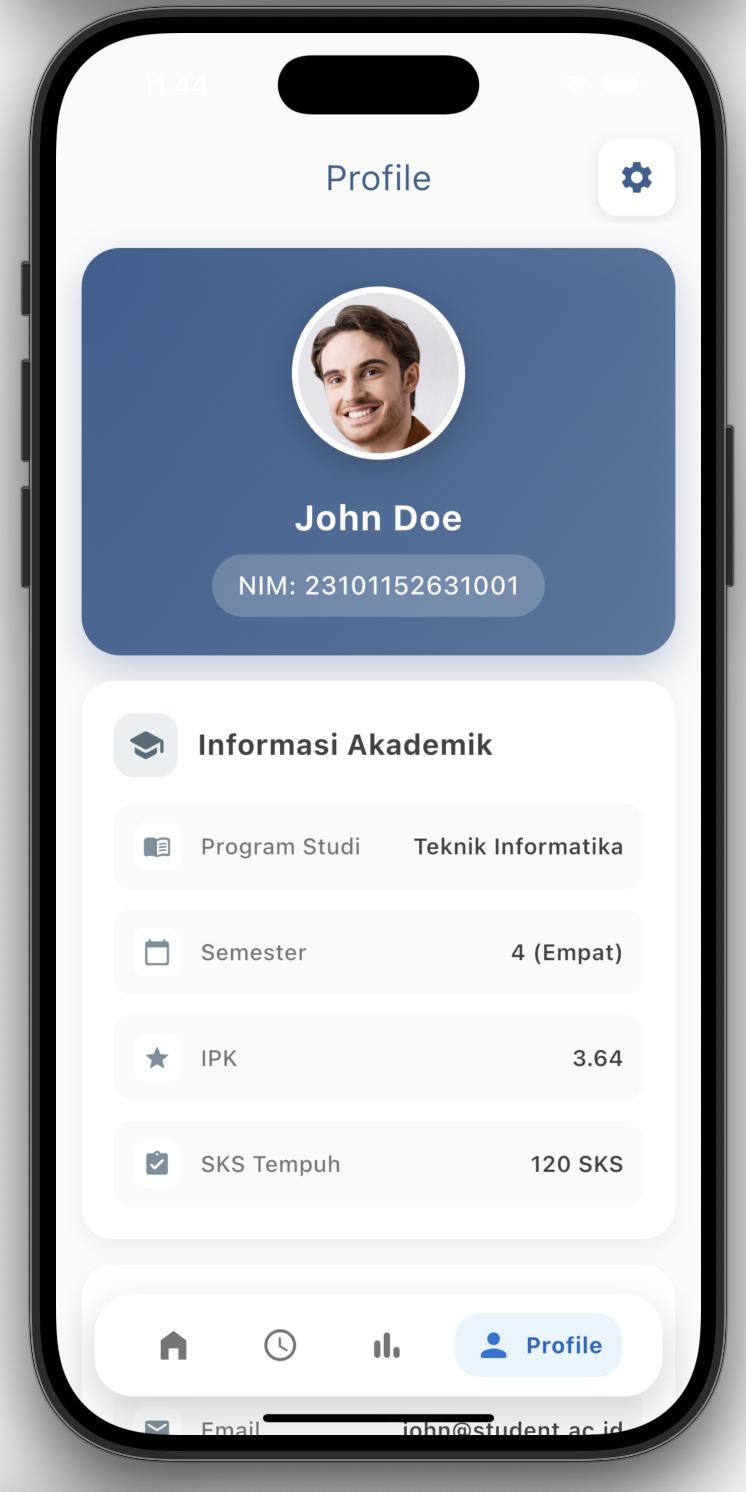 11.44
Profile
John Doe
NIM: 23101152631001
Informasi Akademik
Program Studi Teknik Informatika
Semester 4 (Empat)
IPK 3.64
SKS Tempuh 120 SKS
Profile
Email john@student.ac.id